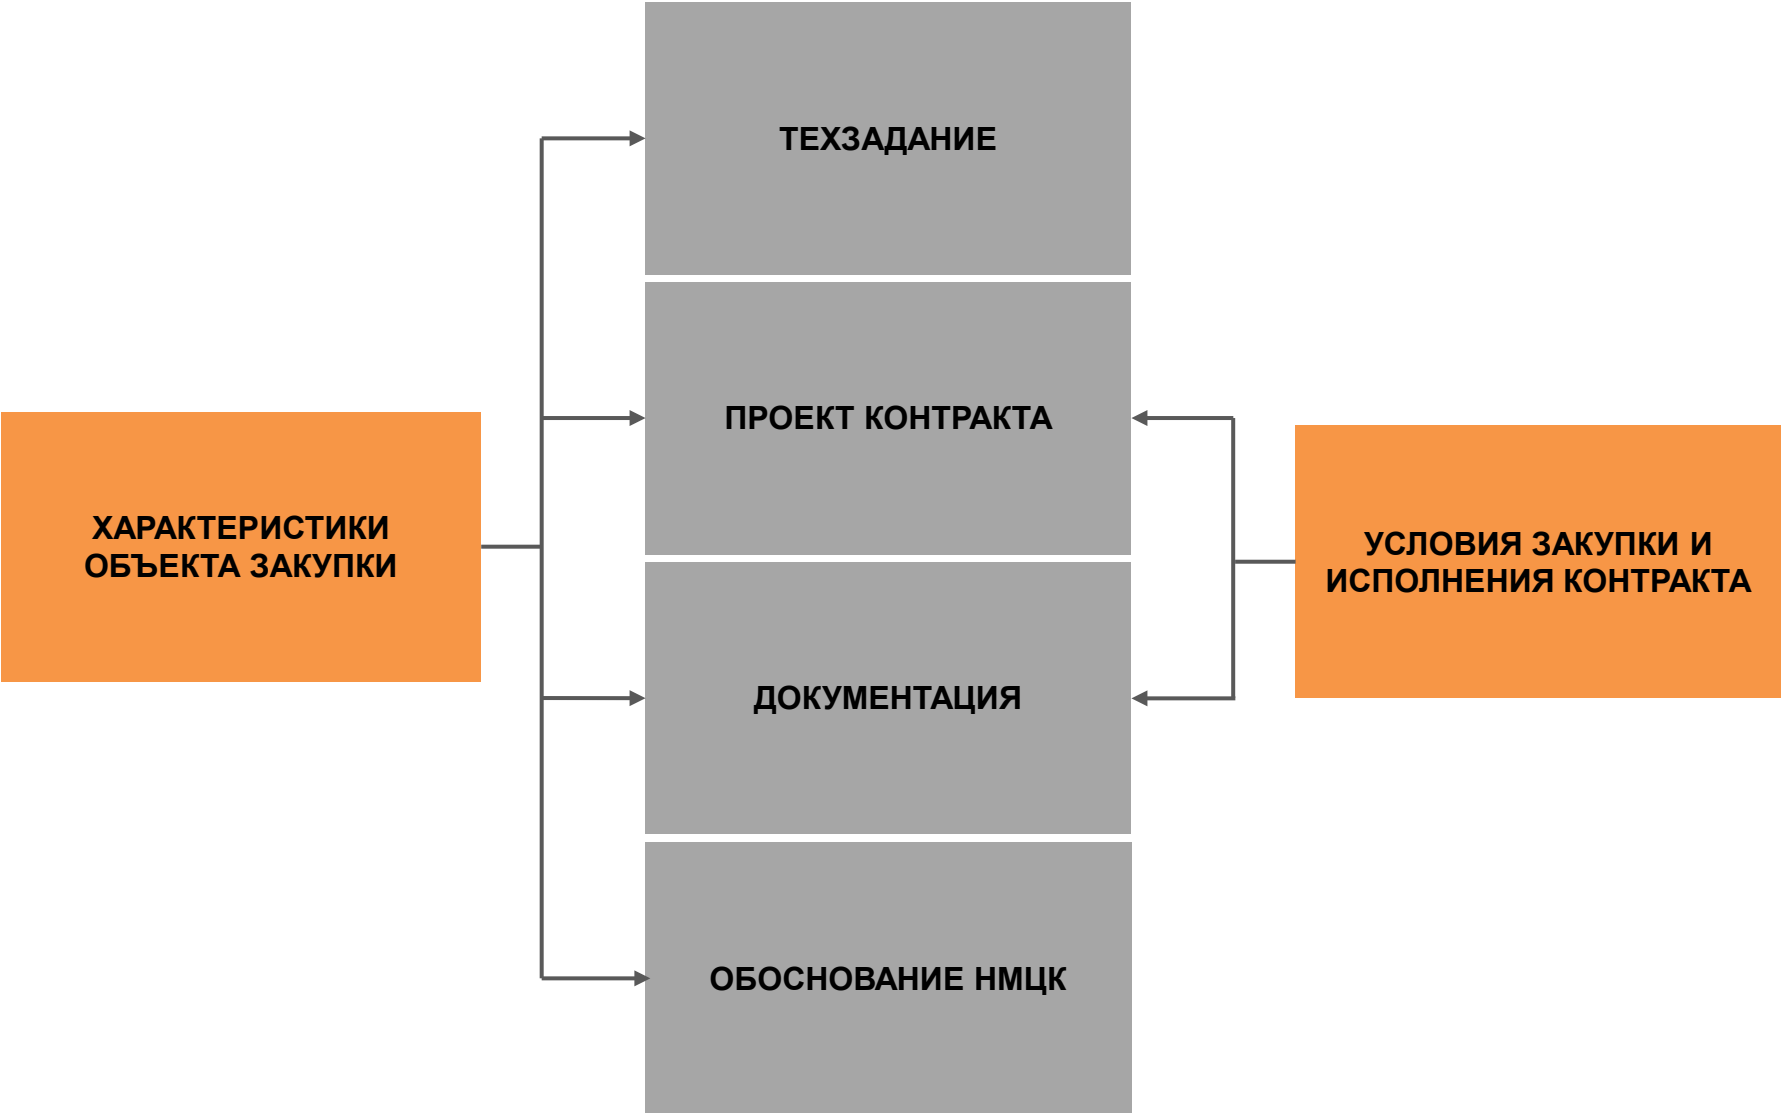 ТЕХЗАДАНИЕ
ПРОЕКТ КОНТРАКТА
ХАРАКТЕРИСТИКИ
ОБЪЕКТА ЗАКУПКИ
УСЛОВИЯ ЗАКУПКИ И
ИСПОЛНЕНИЯ КОНТРАКТА
ДОКУМЕНТАЦИЯ
ОБОСНОВАНИЕ НМЦК